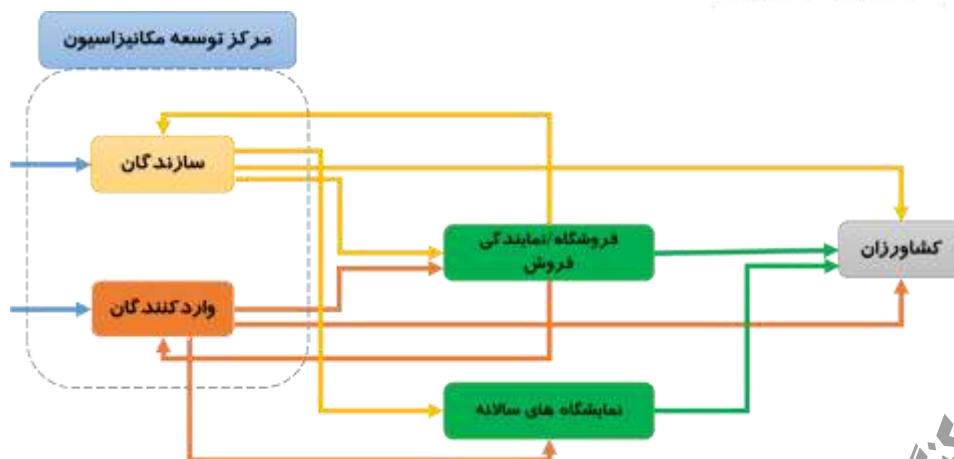 مرکز توسعه مکانیزاسیون
سازندگان
فروشگاه/نمایندگی
فروش
کشاورزان
واردکنندگان
نمایشگاه های سالانه